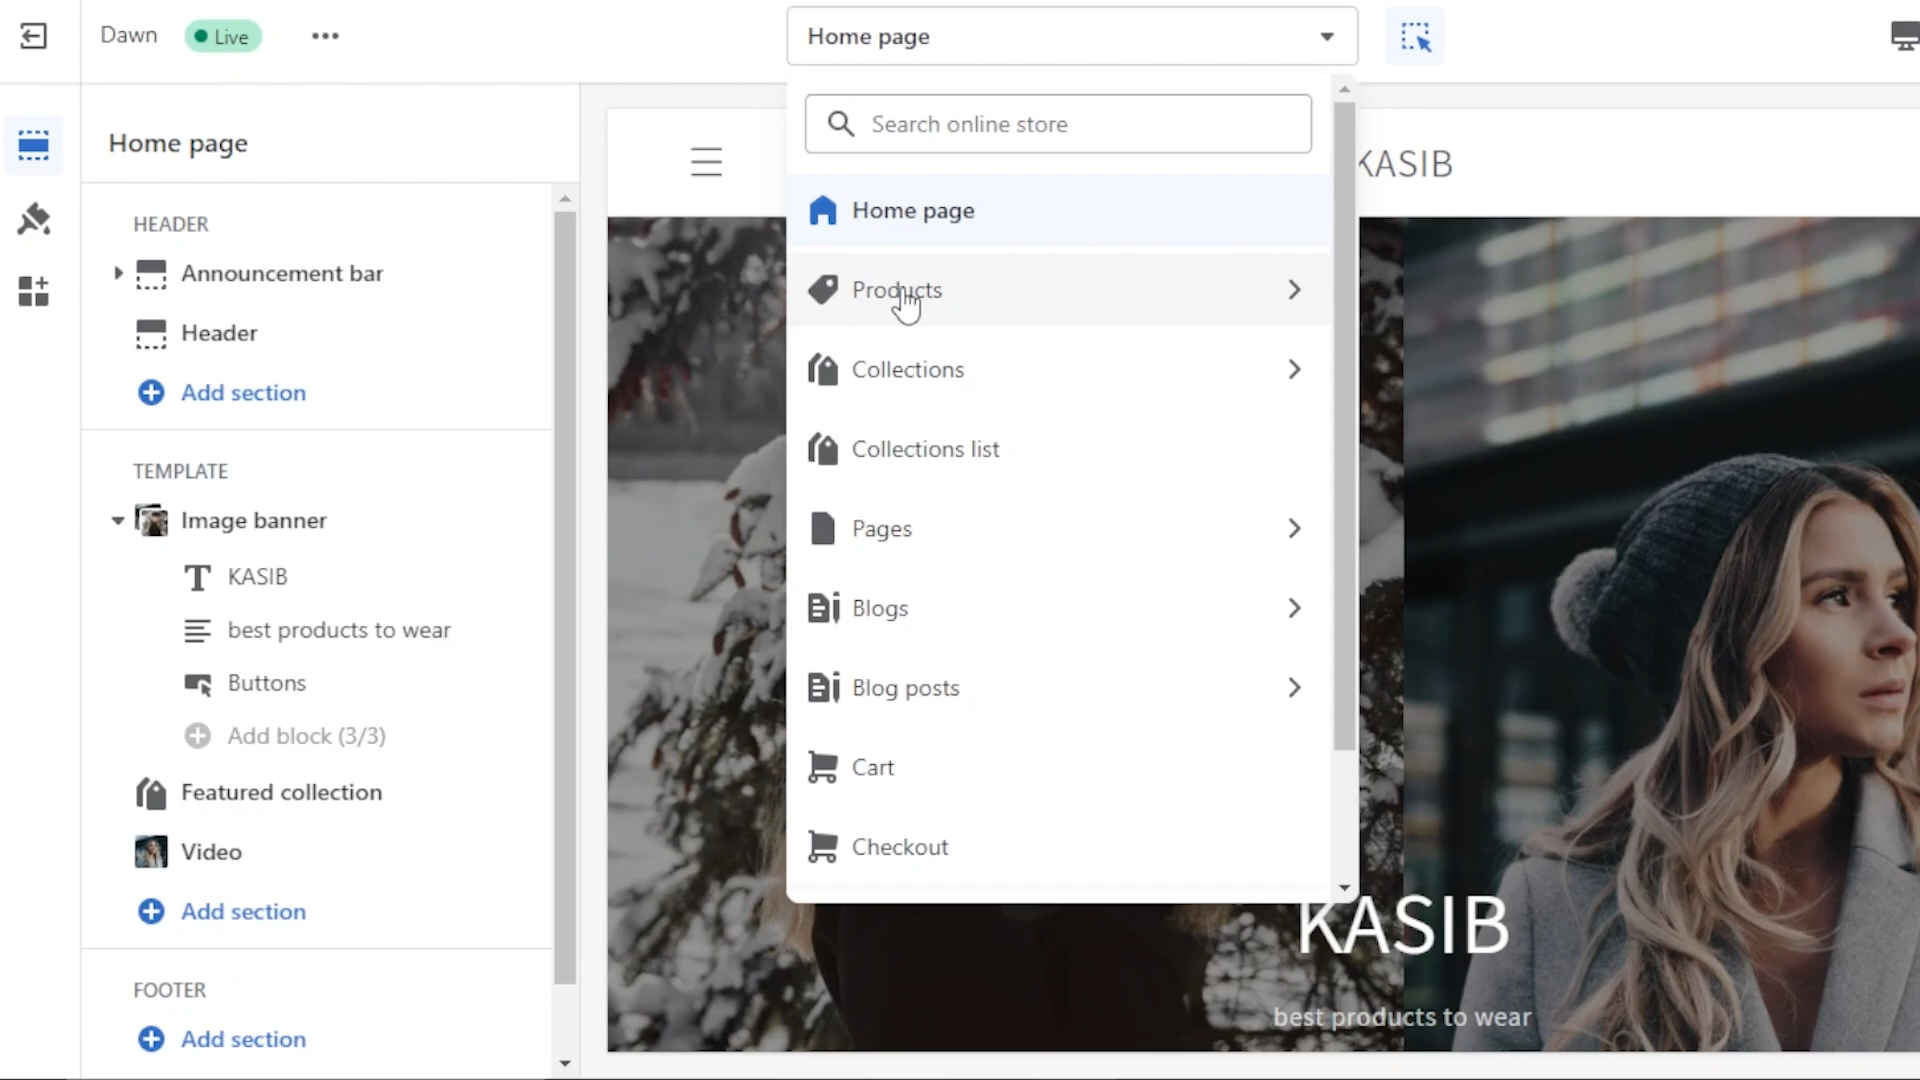 Dawn
Live
Home page
Home page
HEADER
Announcement bar
Header
Add section
TEMPLATE
Image banner
KASIB
best products to wear
Buttons
Add block (3/3)
Featured collection
Video
Add section
FOOTER
Add section
Search online store
Home page
Products
Collections
Collections list
Pages
Blogs
Blog posts
Cart
Checkout
KASIB
KASIB
best products to wear